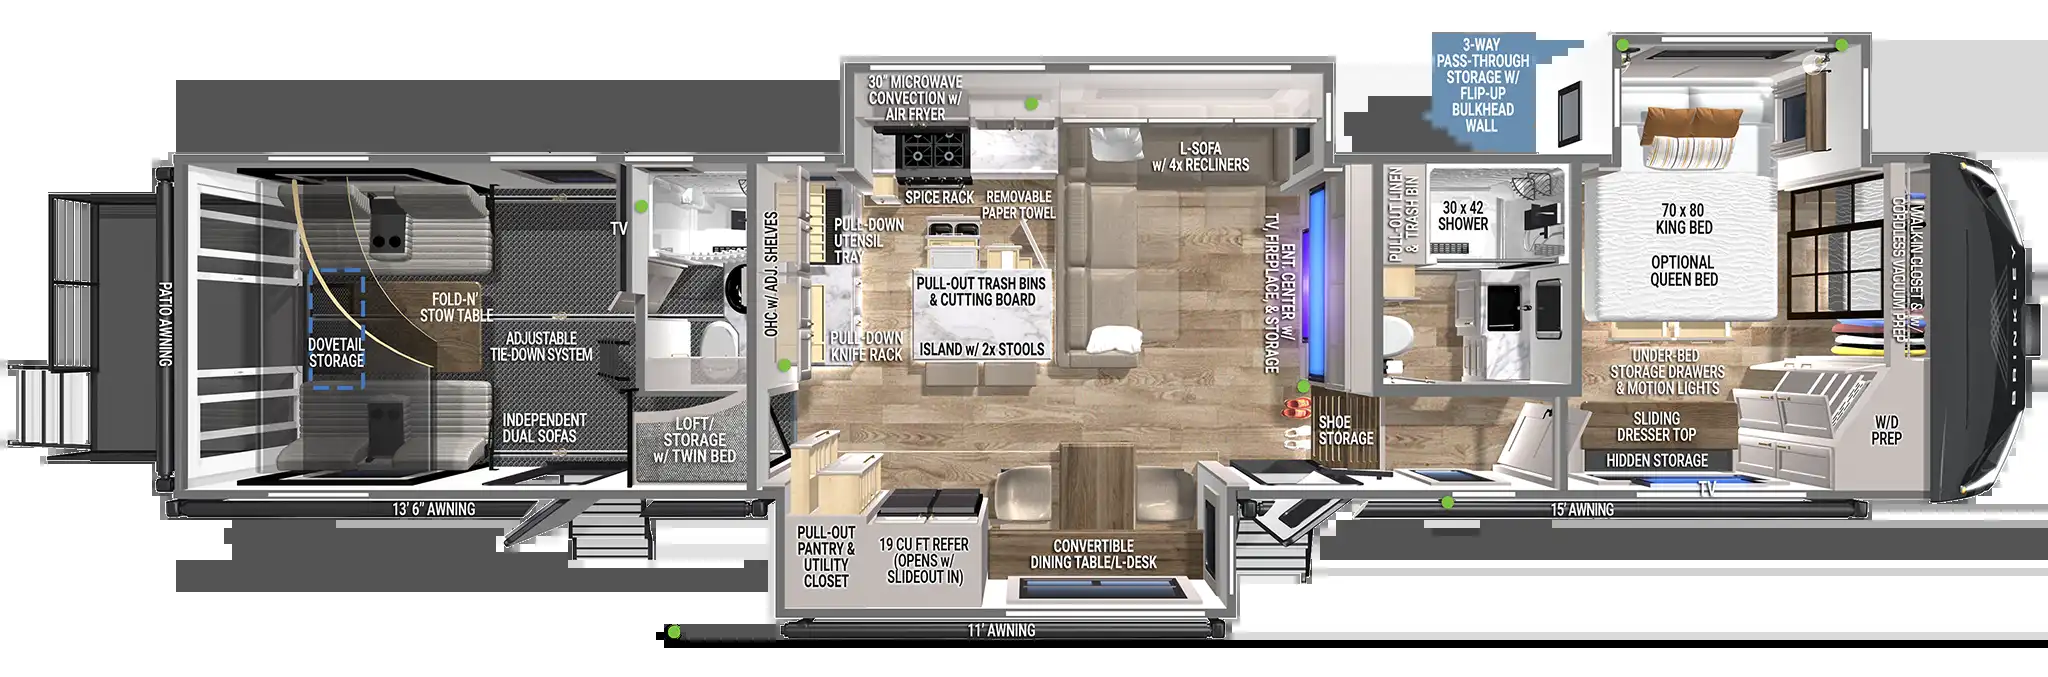 3-WAY
PASS-THROUGH
STORAGE W/
FLIP-UP
BULKHEAD
WALL
30" MICROWAVE
CONVECTION w/
AIR FRYER
L-SOFA
w/ 4x RECLINERS
SPICE RACK
REMOVABLE
PAPER TOWEL
PULL-DOWN
UTENSIL
TRAY
OHC w/ ADJ. SHELVES
PULL-OUT TRASH BINS
& CUTTING BOARD
ISLAND w/ 2x STOOLS
PULL-DOWN
KNIFE RACK
ENT. CENTER w/
TV, FIREPLACE, & STORAGE
PULL-OUT LINEN
& TRASH BIN
30 x 42
SHOWER
70 x 80
KING BED
OPTIONAL
QUEEN BED
WALK-IN CLOSET & w/
CORDLESS VACUUM PREP
BRINKLEY
UNDER-BED
STORAGE DRAWERS
& MOTION LIGHTS
SLIDING
DRESSER TOP
HIDDEN STORAGE
W/D
PREP
TV
SHOE
STORAGE
TV
PATIO AWNING
FOLD-N'
STOW TABLE
DOVETAIL
STORAGE
ADJUSTABLE
TIE-DOWN SYSTEM
INDEPENDENT
DUAL SOFAS
LOFT/
STORAGE
w/ TWIN BED
13' 6" AWNING
15' AWNING
PULL-OUT
PANTRY &
UTILITY
CLOSET
19 CU FT REFER
(OPENS w/
SLIDEOUT IN)
CONVERTIBLE
DINING TABLE/L-DESK
11' AWNING